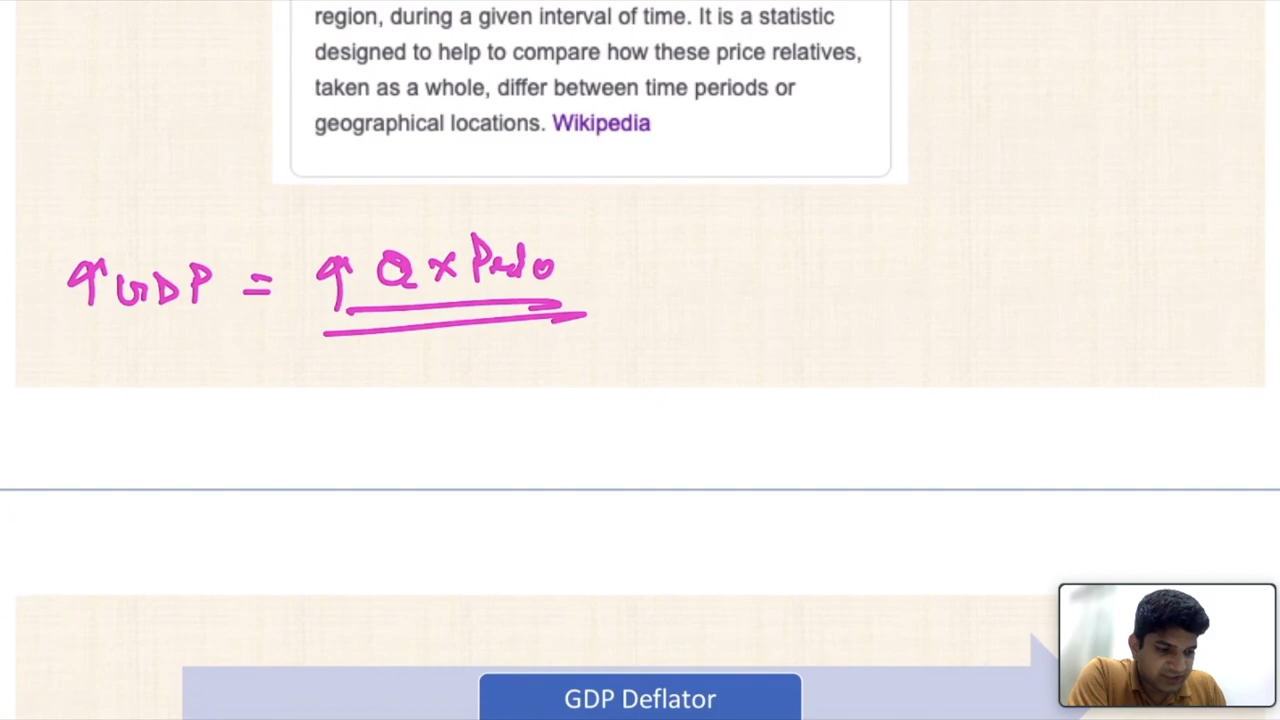 region, during a given interval of time. It is a statistic
designed to help to compare how these price relatives,
taken as a whole, differ between time periods or
geographical locations. Wikipedia
↑ GDP = ↑ Q ×
GDP Deflator